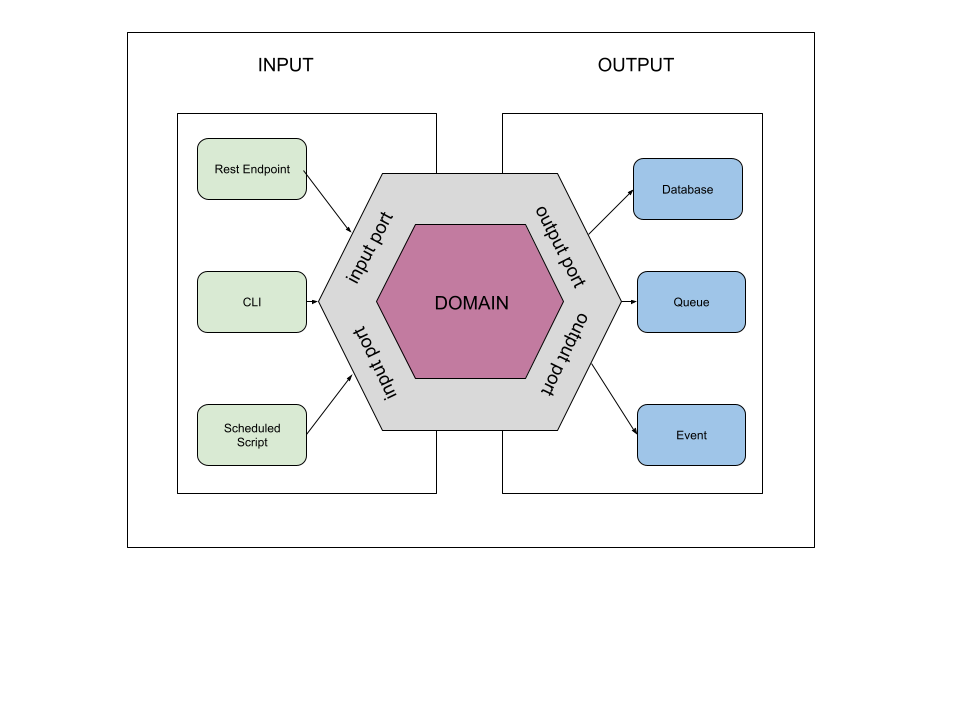 INPUT
OUTPUT
Rest Endpoint
CLI
Scheduled
Script
input port
input port
DOMAIN
output port
output port
Database
Queue
Event